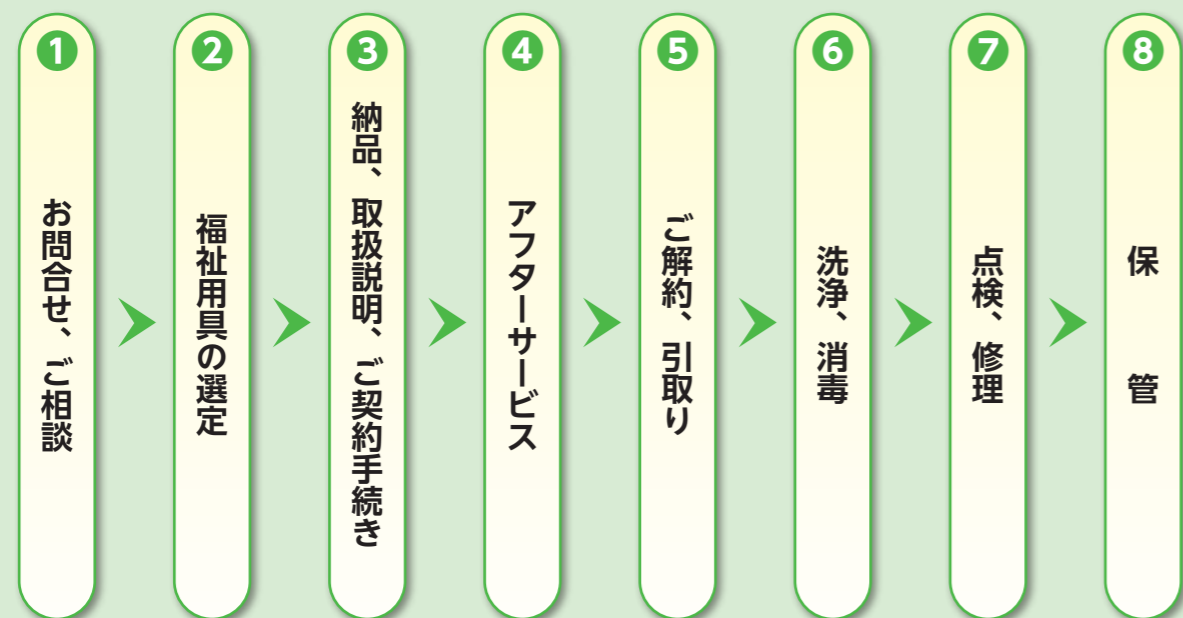 1
お問合せ、ご相談
2
福祉用具の選定
3
納品、取扱説明、ご契約手続き
4
アフターサービス
5
ご解約、引取り
6
洗浄、消毒
7
点検、修理
8
保管